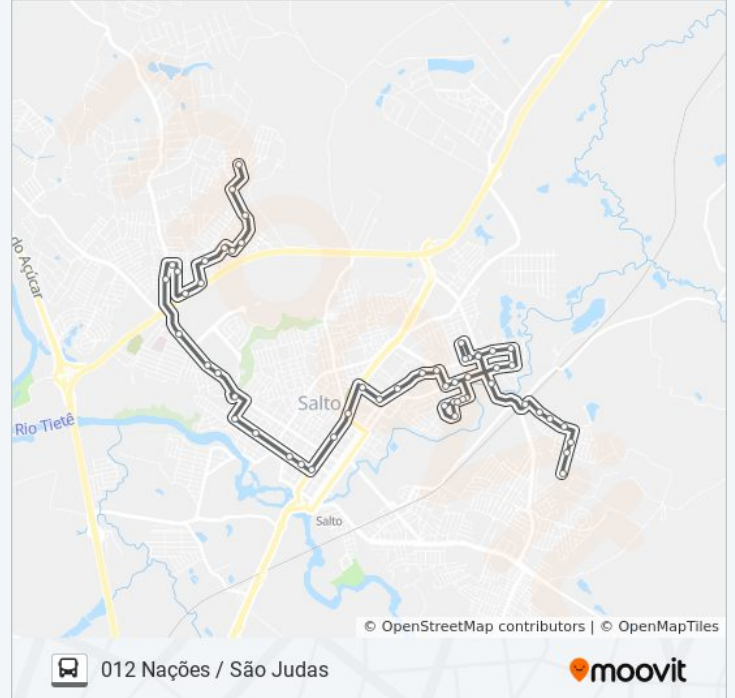 do Açúcar
Salto
Rio Tietê
Salto
© OpenStreetMap contributors | © OpenMapTiles
012 Nações / São Judas
moovit